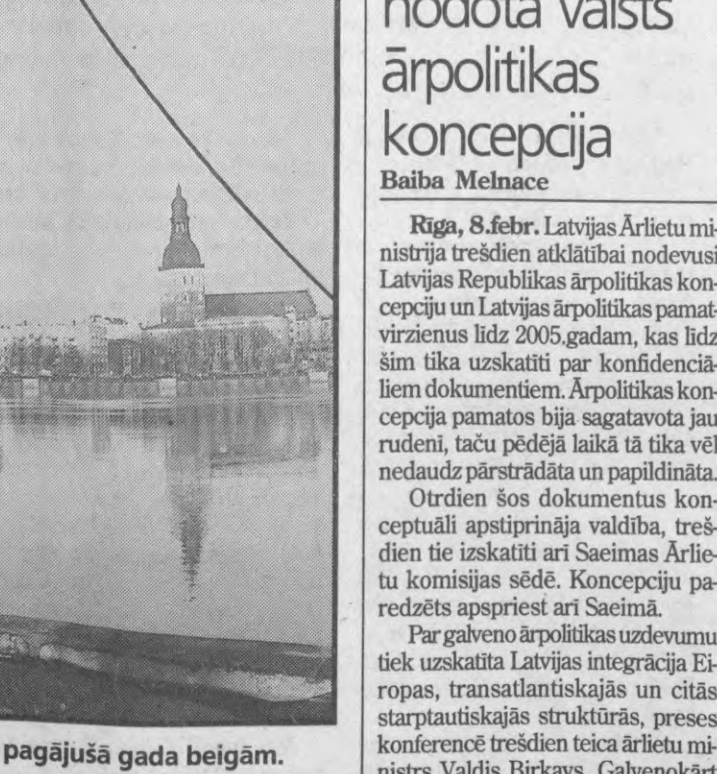 pagājušā gada beigām.
nodota valsts
ārpolitikas
koncepcija
Baiba Melnace
Rīga, 8.febr. Latvijas Ārlietu mi-
nistrija trešdien atklātībai nodevusi
Latvijas Republikas ārpolitikas kon-
cepciju un Latvijas ārpolitikas pamat-
virzienus līdz 2005.gadam, kas līdz
šim tika uzskatīti par konfidenciā-
liem dokumentiem. Ārpolitikas kon-
cepcija pamatos bija sagatavota jau
rudenī, taču pēdējā laikā tā tika vēl
nedaudz pārstrādāta un papildināta.
Otrdien šos dokumentus kon-
ceptuāli apstiprināja valdība, treš-
dien tie izskatīti arī Saeimas Ārlie-
tu komisijas sēdē. Koncepciju pa-
redzēts apspriest arī Saeimā.
Par galveno ārpolitikas uzdevumu
tiek uzskatīta Latvijas integrācija Ei-
ropas, transatlantiskajās un citās
starptautiskajās struktūrās, preses
konferencē trešdien teica ārlietu mi-
nistrs Valdis Birkavs. Galvenokārt